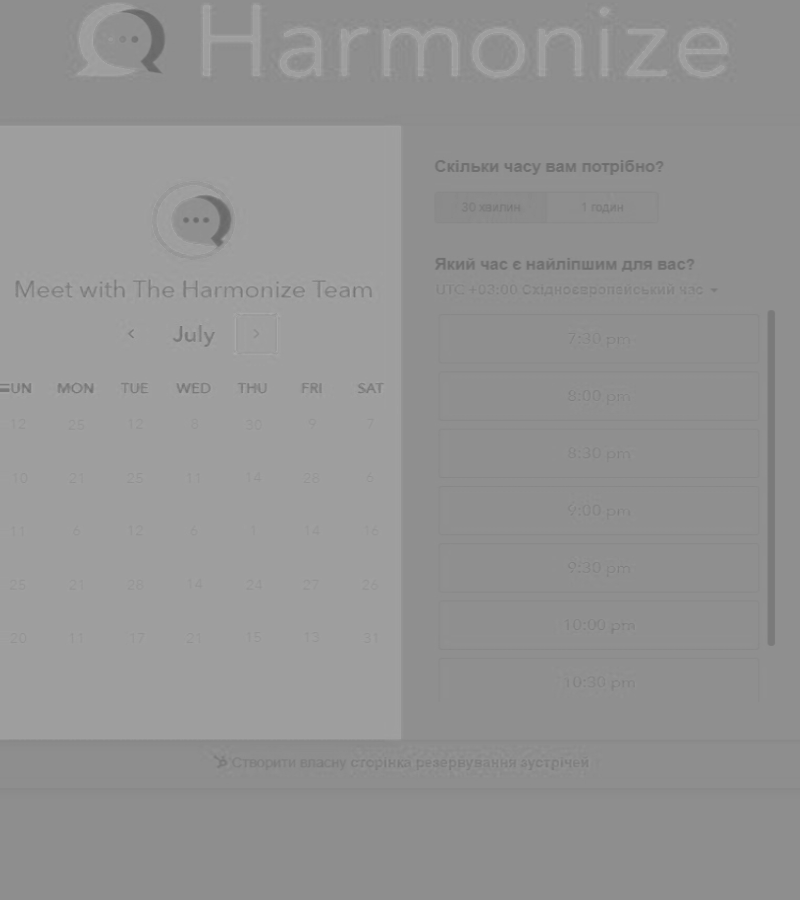 Harmonize
Meet with The Harmonize Team
July
UN MON TUE WED THU FRI SAT
12 25 12 8 30 9 7
10 21 25 11 14 28 6
11 6 12 6 1 14 16
25 21 28 14 24 27 26
20 11 17 21 15 13 31
Скільки часу вам потрібно?
30 хвилин 1 годин
Який час є найліпшим для вас?
UTC +03:00 Східноєвропейський час
7:30 pm
8:00 pm
8:30 pm
9:00 pm
9:30 pm
10:00 pm
10:30 pm
Створити власну сторінка резервування зустрічей